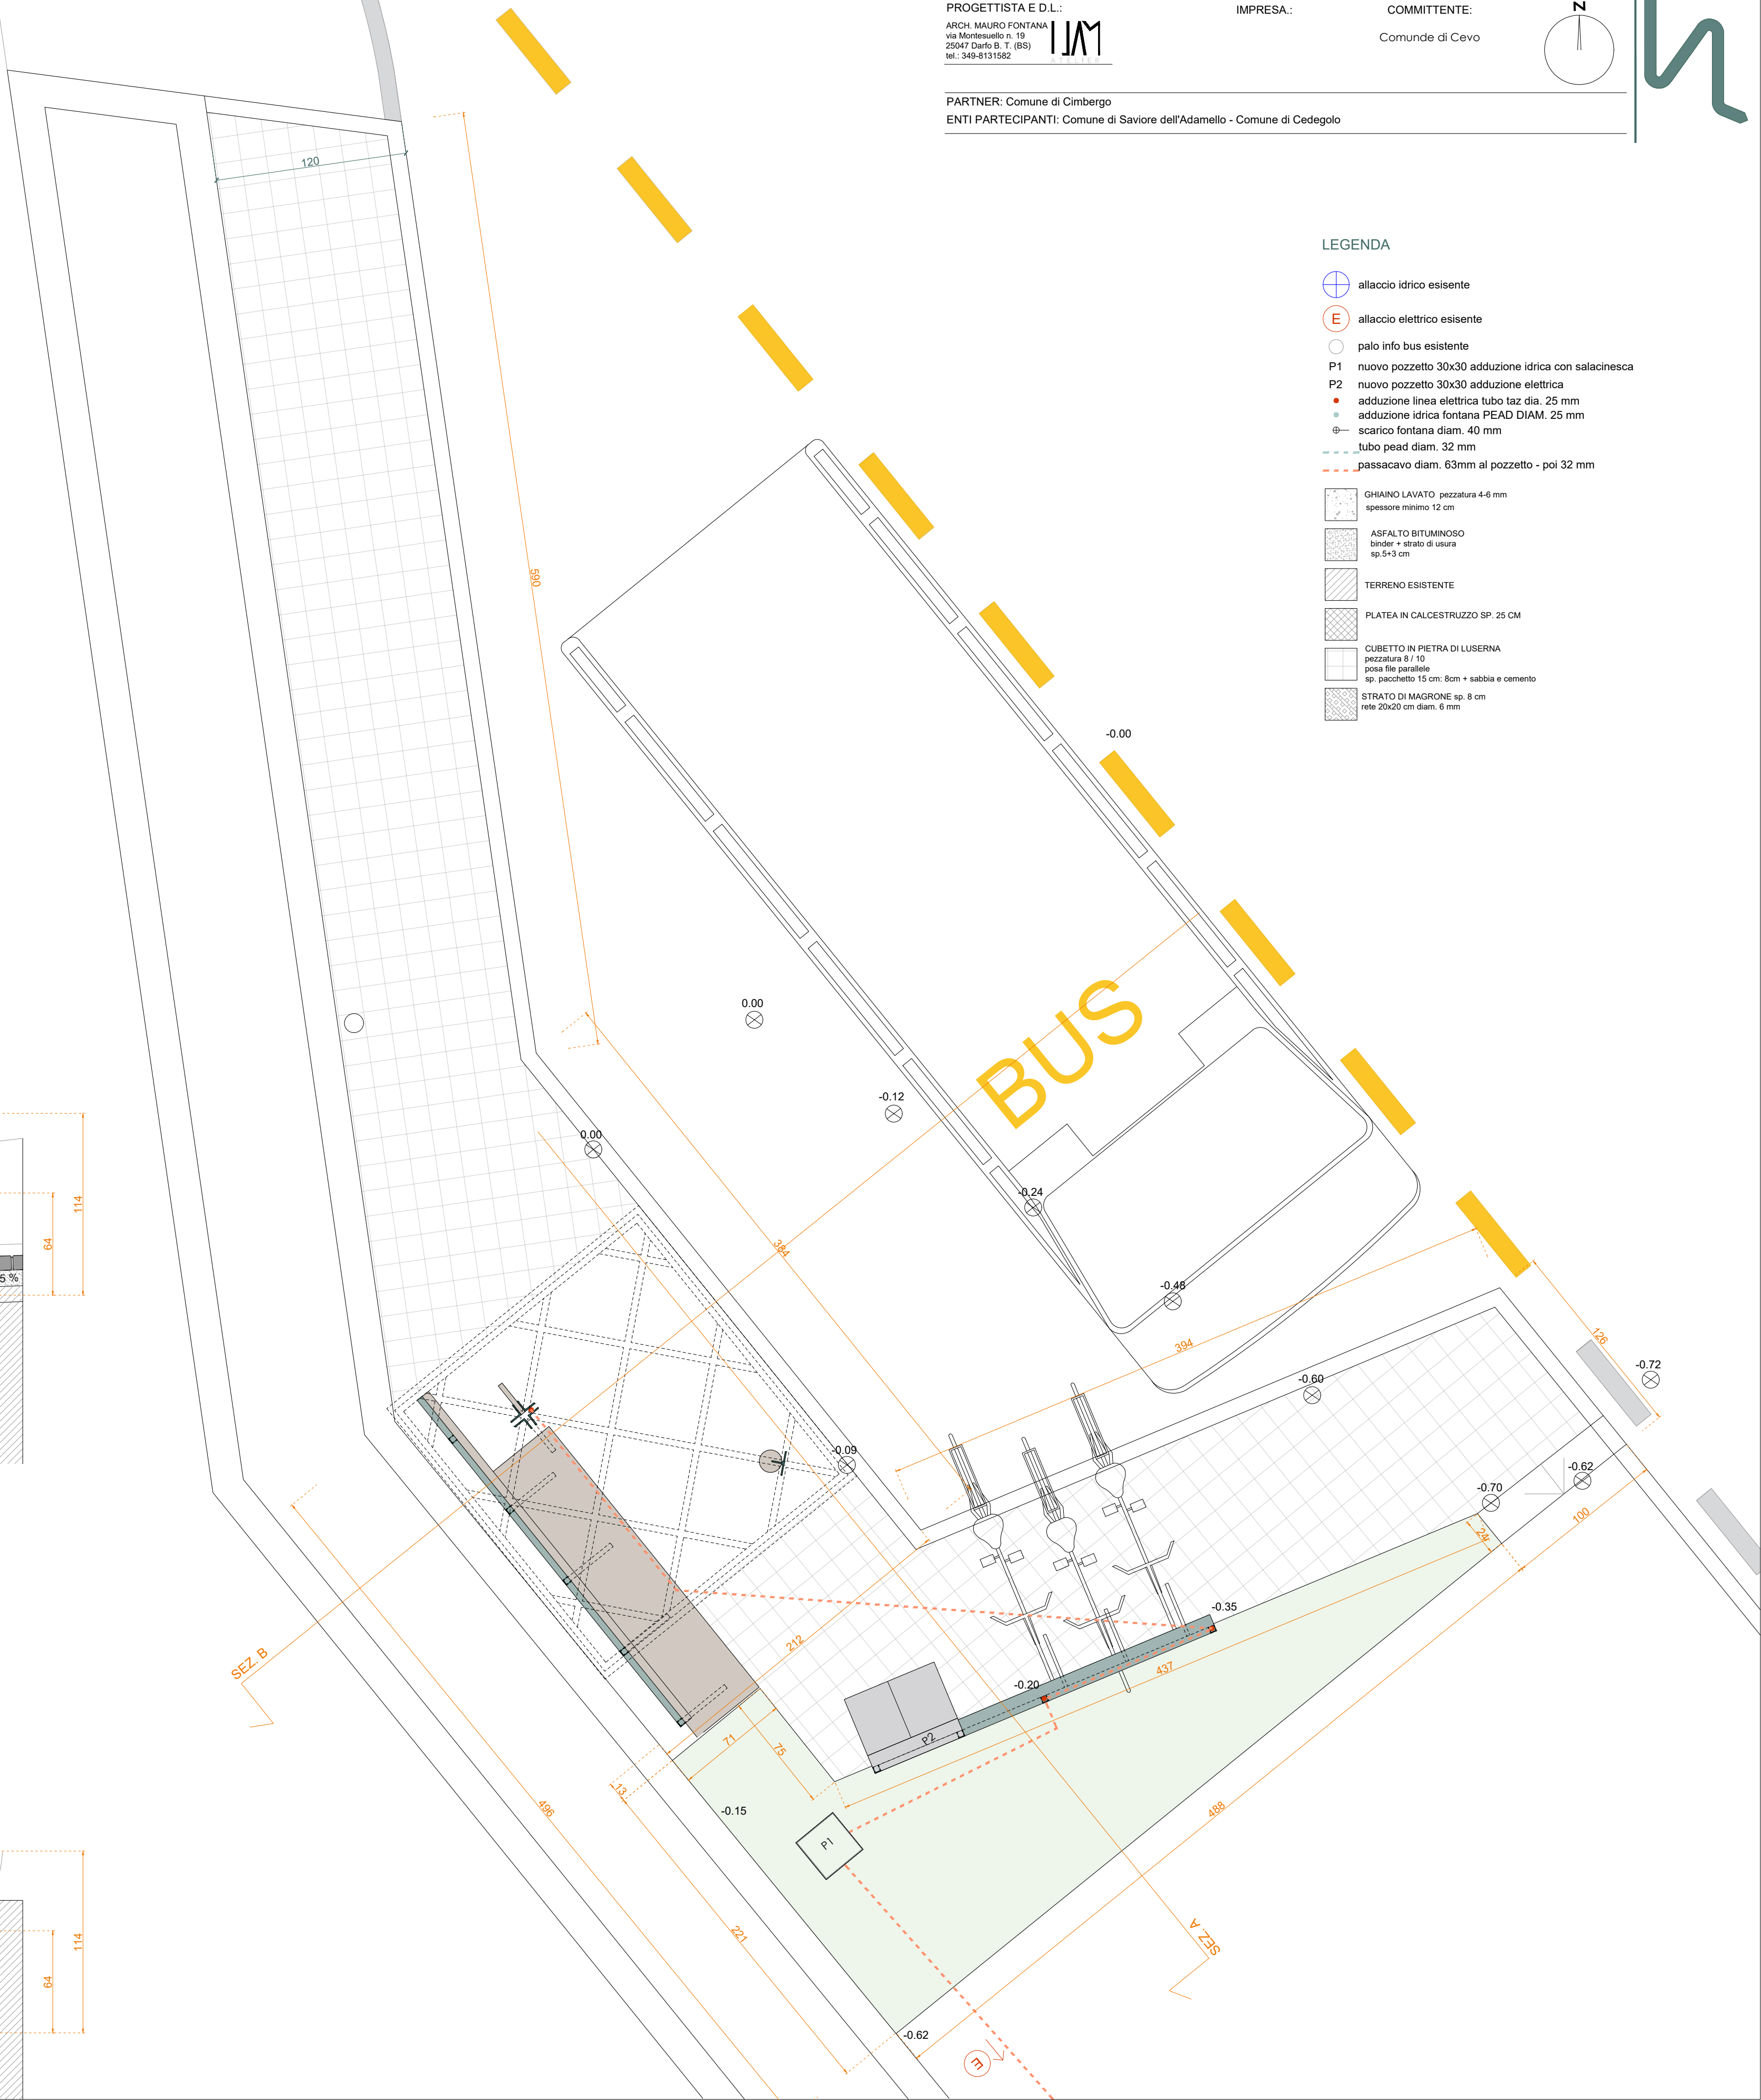 PROGETTISTA E D.L.:
ARCH. MAURO FONTANA
via Montesuello n. 19
25047 Darfo B. T. (BS)
tel.: 349-8131582
ATELIER
IMPRESA.:
COMMITTENTE:
Comunde di Cevo
N
PARTNER: Comune di Cimbergo
ENTI PARTECIPANTI: Comune di Saviore dell'Adamello - Comune di Cedegolo
LEGENDA
allaccio idrico esisente
E allaccio elettrico esisente
palo info bus esistente
P1 nuovo pozzetto 30x30 adduzione idrica con salacinesca
P2 nuovo pozzetto 30x30 adduzione elettrica
adduzione linea elettrica tubo taz dia. 25 mm
adduzione idrica fontana PEAD DIAM. 25 mm
scarico fontana diam. 40 mm
tubo pead diam. 32 mm
passacavo diam. 63mm al pozzetto - poi 32 mm
GHIAINO LAVATO pezzatura 4-6 mm
spessore minimo 12 cm
ASFALTO BITUMINOSO
binder + strato di usura
sp.5+3 cm
TERRENO ESISTENTE
PLATEA IN CALCESTRUZZO SP. 25 CM
CUBETTO IN PIETRA DI LUSERNA
pezzatura 8 / 10
posa file parallele
sp. pacchetto 15 cm: 8cm + sabbia e cemento
STRATO DI MAGRONE sp. 8 cm
rete 20x20 cm diam. 6 mm
120
590
-0.00
0.00
BUS
-0.12
0.00
-0.24
384
-0.48
114
64
5 %
394
126
-0.72
-0.60
-0.09
-0.62
-0.70
100
24
-0.35
212
SEZ. B
437
-0.20
P2
71
75
13
496
-0.15
488
P1
221
SEZ. A
114
64
-0.62
E